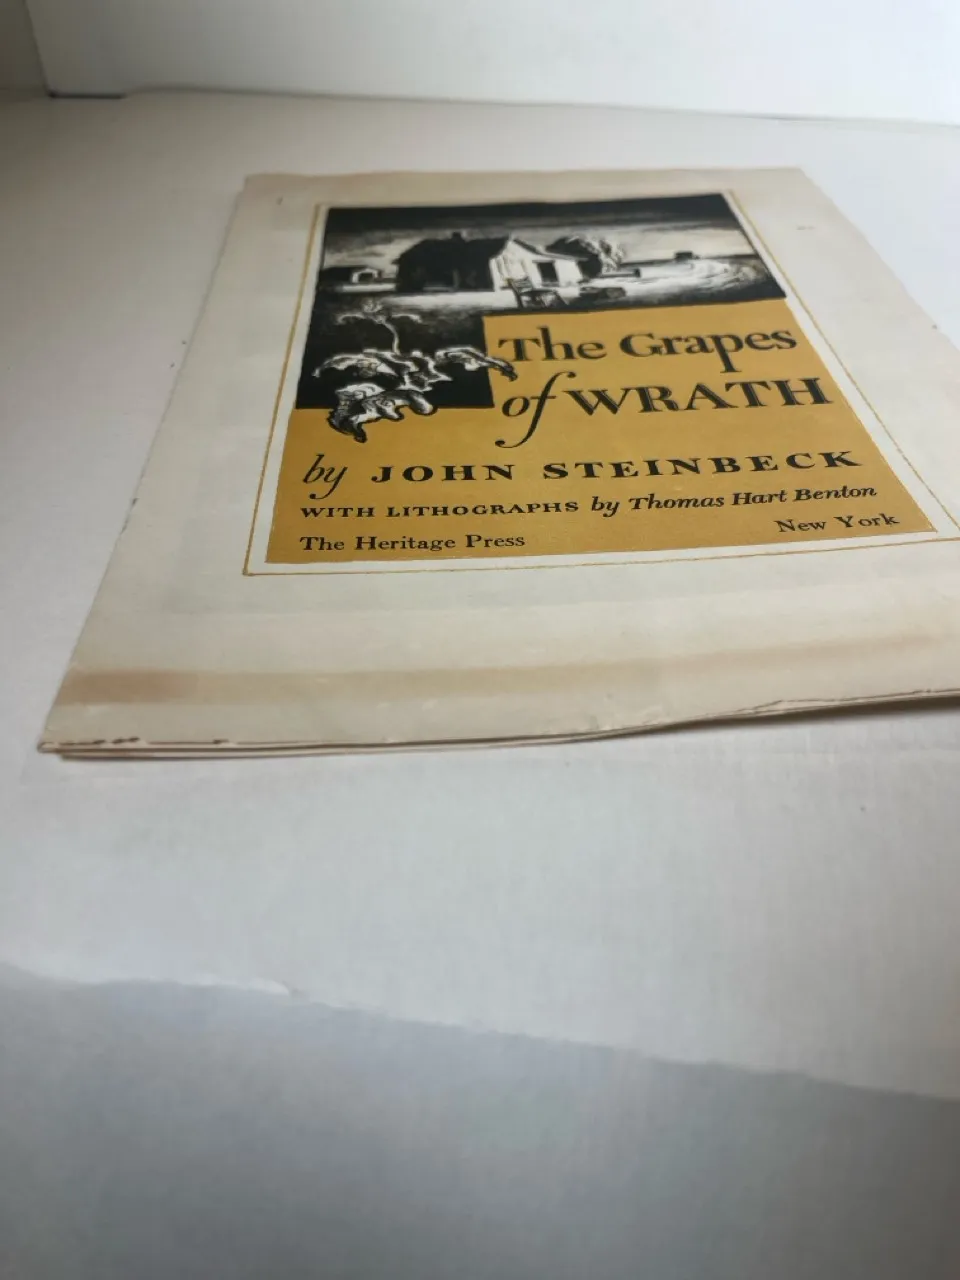 The Grapes
of WRATH
by JOHN STEINBECK
WITH LITHOGRAPHS by Thomas Hart Benton
The Heritage Press New York